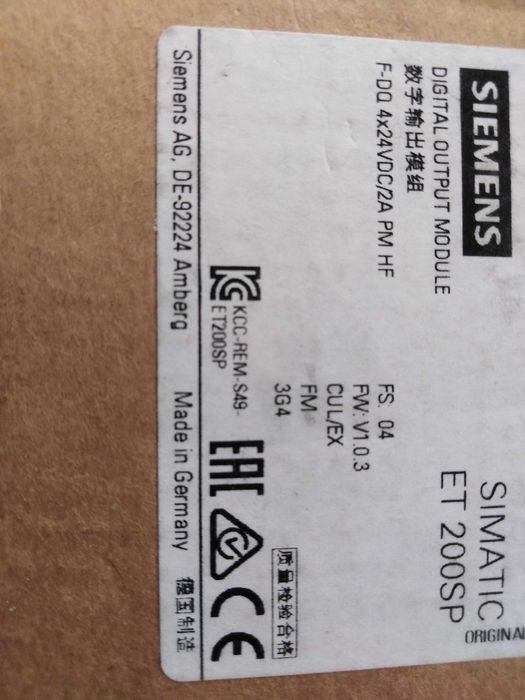 SIEMENS
SIMATIC
ET 200SP
ORIGINA
DIGITAL OUTPUT MODULE
数字输出模组
F-DQ 4x24VDC/2A PM HF
FS: 04
FW: V1.0.3
CUL/EX
FM
3G4
KCC-REM-S49-
ET200SP
EAC
CE
质量检验合格
Siemens AG, DE-92224 Amberg
Made in Germany 德国制造